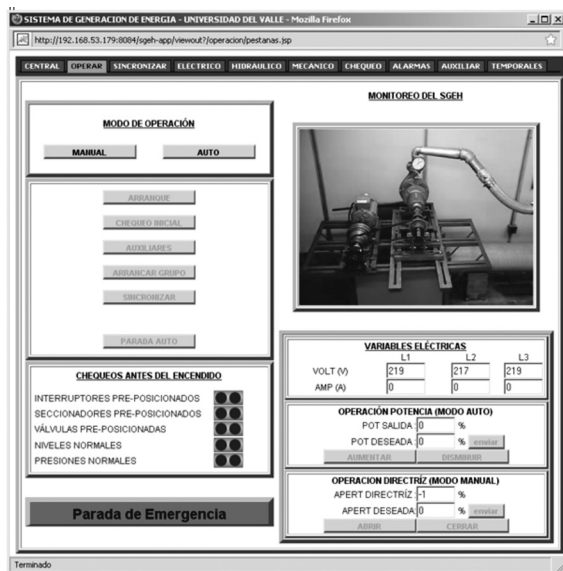 SISTEMA DE GENERACION DE ENERGIA - UNIVERSIDAD DEL VALLE - Mozilla Firefox
http://192.168.53.179:8084/sgeh-app/viewout?/operacion/pestanas.jsp
CENTRAL OPERAR SINCRONIZAR ELECTRICO HIDRAULICO MECANICO CHEQUEO ALARMAS AUXILIAR TEMPORALES
MODO DE OPERACIÓN
MANUAL AUTO
ARRANQUE
CHEQUEO INICIAL
AUXILIARES
ARRANCAR GRUPO
SINCRONIZAR
PARADA AUTO
CHEQUEOS ANTES DEL ENCENDIDO
INTERRUPTORES PRE-POSICIONADOS
SECCIONADORES PRE-POSICIONADOS
VÁLVULAS PRE-POSICIONADAS
NIVELES NORMALES
PRESIONES NORMALES
Parada de Emergencia
MONITOREO DEL SGEH
VARIABLES ELÉCTRICAS
L1 L2 L3
VOLT (V) 219 217 219
AMP (A) 0 0 0
OPERACIÓN POTENCIA (MODO AUTO)
POT SALIDA : 0 %
POT DESEADA : 0 % enviar
AUMENTAR DISMINUIR
OPERACION DIRECTRÍZ (MODO MANUAL)
APERT DIRECTRÍZ : -1 %
APERT DESEADA: 0 % enviar
ABRIR CERRAR
Terminado